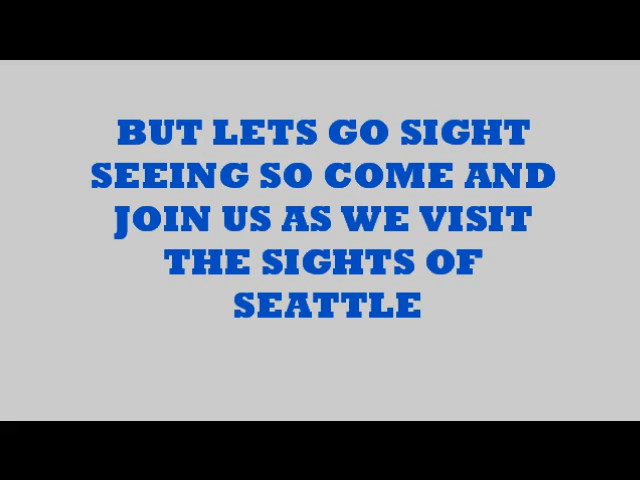 BUT LETS GO SIGHT
SEEING SO COME AND
JOIN US AS WE VISIT
THE SIGHTS OF
SEATTLE